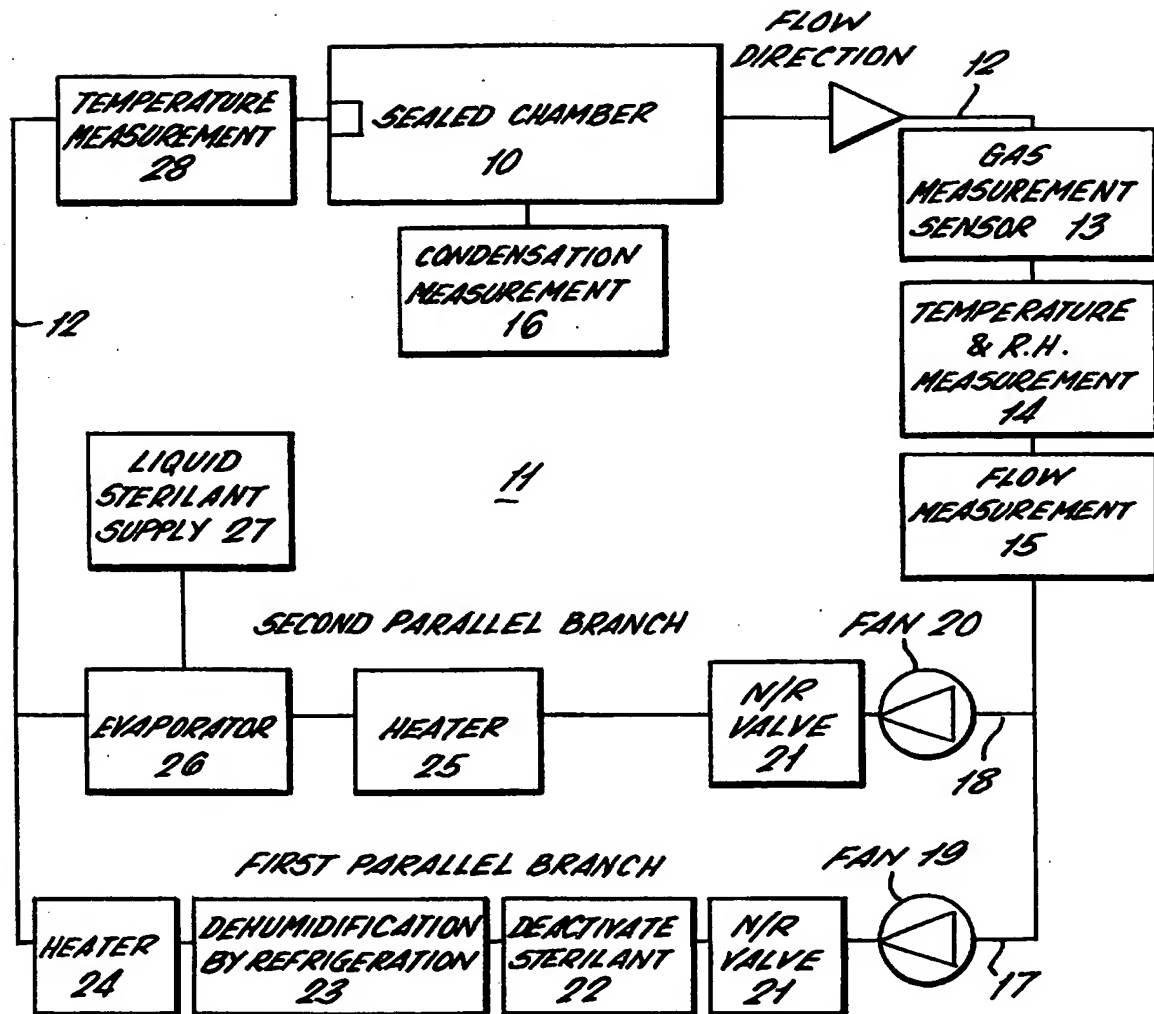 FLOW
DIRECTION
12
TEMPERATURE
MEASUREMENT
28
SEALED CHAMBER
10
GAS
MEASUREMENT
SENSOR 13
CONDENSATION
MEASUREMENT
16
12
TEMPERATURE
& R.H.
MEASUREMENT
14
LIQUID
STERILANT
SUPPLY 27
11
FLOW
MEASUREMENT
15
SECOND PARALLEL BRANCH
FAN 20
EVAPORATOR
26
HEATER
25
N/R
VALVE
21
18
FIRST PARALLEL BRANCH
FAN 19
HEATER
24
DEHUMIDIFICATION
BY REFRIGERATION
23
DEACTIVATE
STERILANT
22
N/R
VALVE
21
17